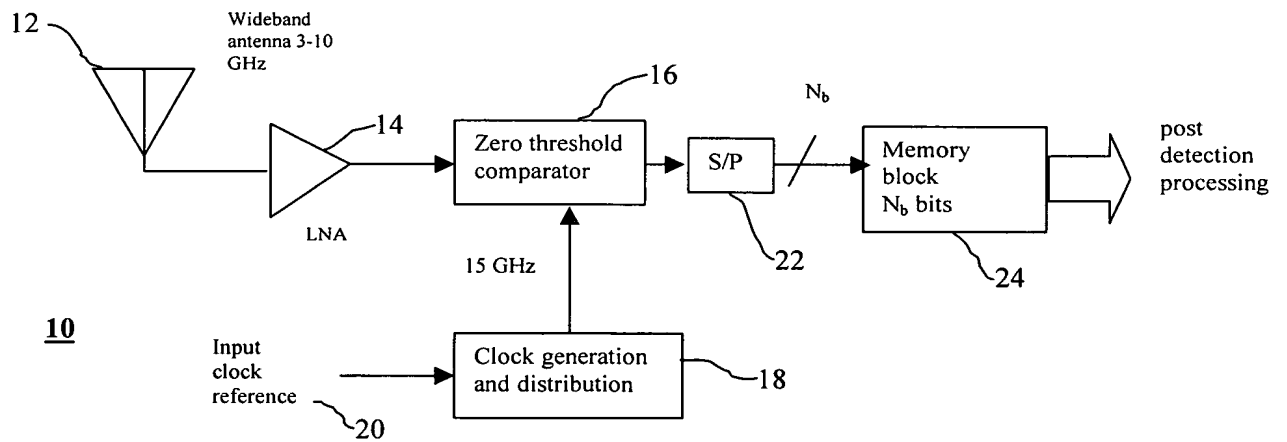 12
Wideband
antenna 3-10
GHz
14
LNA
16
Zero threshold
comparator
S/P
22
N_b
Memory
block
N_b bits
24
post
detection
processing
15 GHz
10
Input
clock
reference
20
Clock generation
and distribution
18